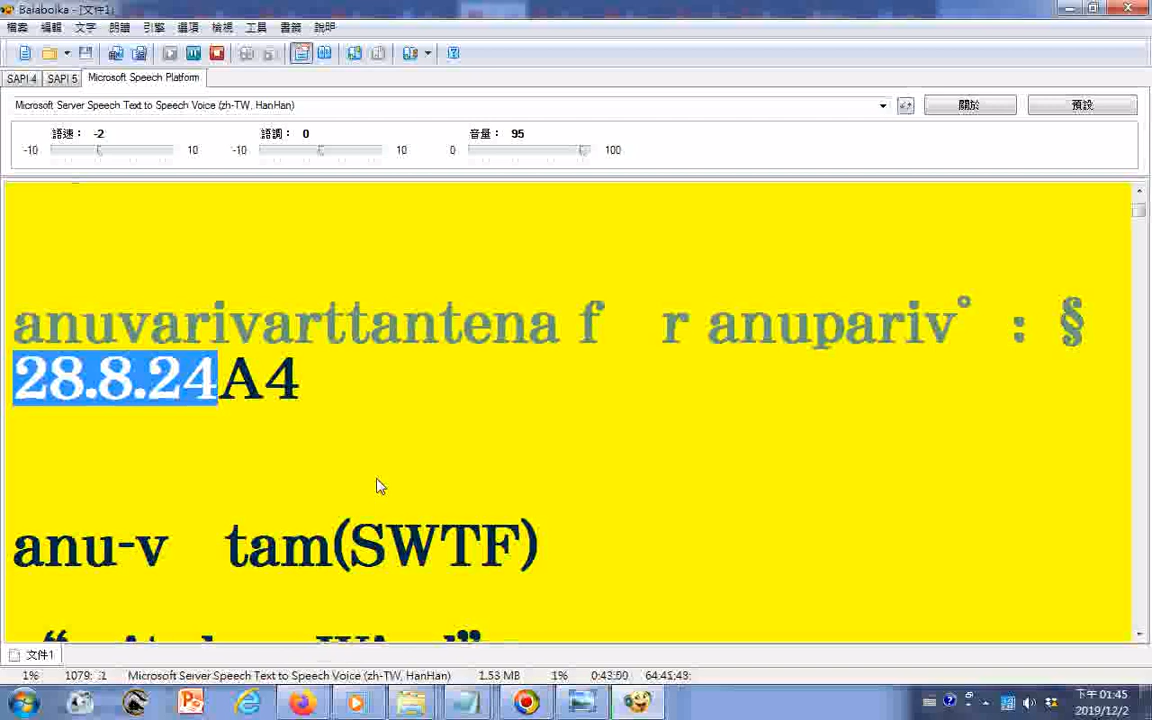 Balabolka - [文件1]
檔案 編輯 文字 朗讀 引擎 選項 檢視 工具 書籤 說明
SAPI 4 SAPI 5 Microsoft Speech Platform
Microsoft Server Speech Text to Speech Voice (zh-TW, HanHan) 關於 預設
語速： -2 語調： 0 音量： 95
-10 10 -10 10 0 100
anuvarivarttantena f r anupariv° : §
28.8.24A4
anu-v tam(SWTF)
文件1
1% 1079: 1 Microsoft Server Speech Text to Speech Voice (zh-TW, HanHan) 1.53 MB 1% 0:43:50
下午 01:45
2019/12/2